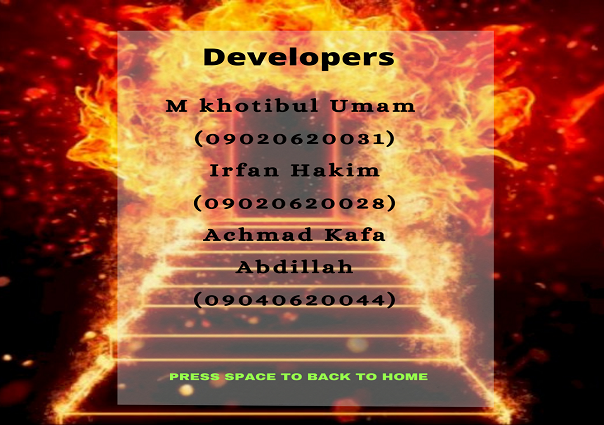 Developers
M khotibul Umam
(09020620031)
Irfan Hakim
(09020620028)
Achmad Kafa
Abdillah
(09040620044)
PRESS SPACE TO BACK TO HOME